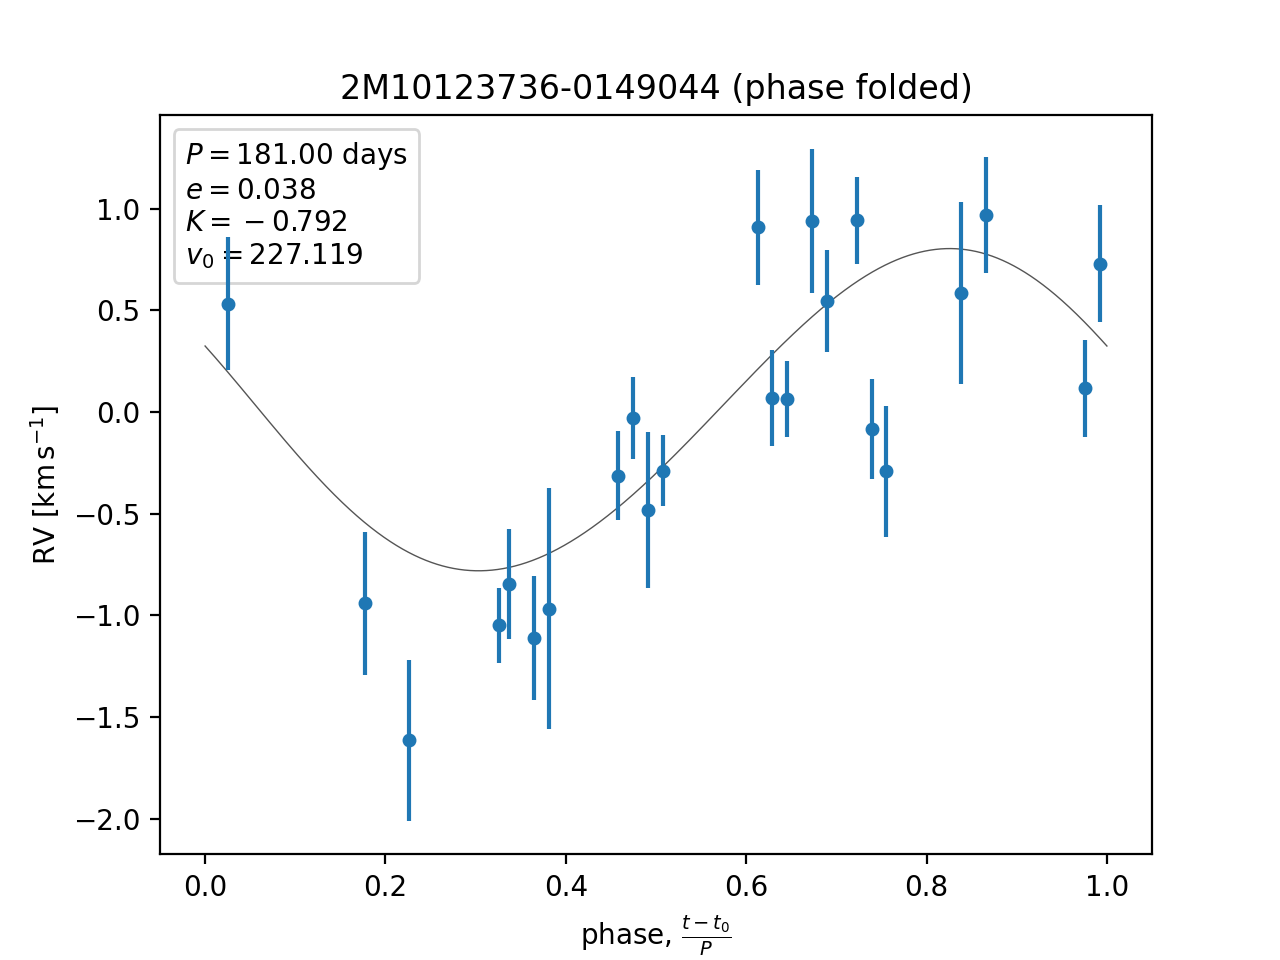 2M10123736-0149044 (phase folded)
P = 181.00 days
e = 0.038
K = −0.792
v₀ = 227.119
1.0
0.5
0.0
−0.5
−1.0
−1.5
−2.0
RV [km s⁻¹]
0.0 0.2 0.4 0.6 0.8 1.0
phase, (t − t₀)/P